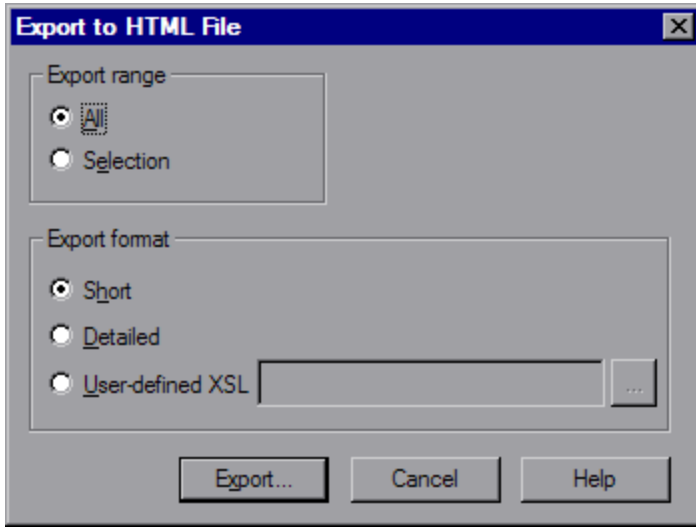 Export to HTML File
Export range
All
Selection
Export format
Short
Detailed
User-defined XSL
...
Export...
Cancel
Help